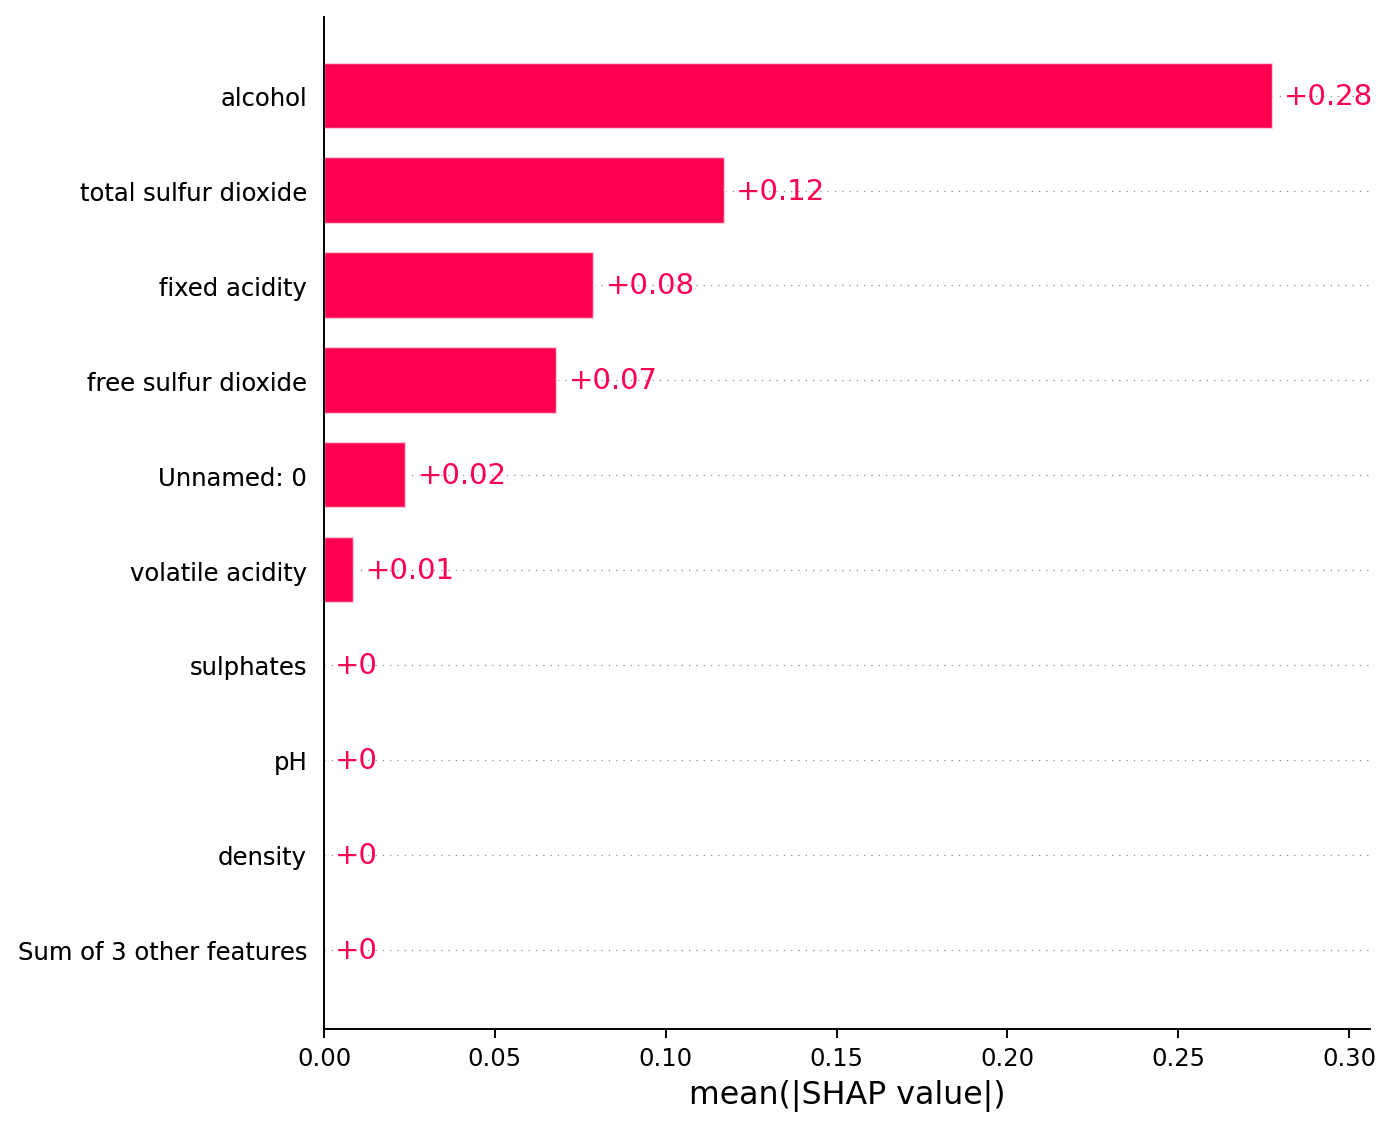 alcohol +0.28
total sulfur dioxide +0.12
fixed acidity +0.08
free sulfur dioxide +0.07
Unnamed: 0 +0.02
volatile acidity +0.01
sulphates +0
pH +0
density +0
Sum of 3 other features +0
0.00 0.05 0.10 0.15 0.20 0.25 0.30
mean(|SHAP value|)